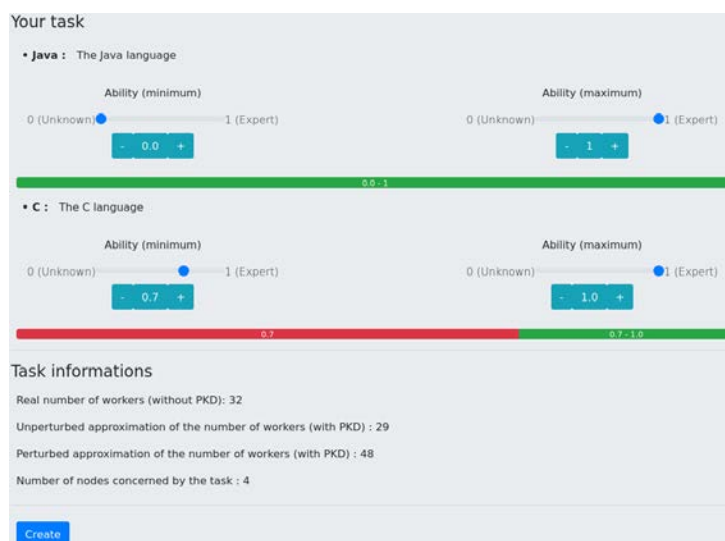 Your task
• Java : The Java language
Ability (minimum) Ability (maximum)
0 (Unknown) 1 (Expert) 0 (Unknown) 1 (Expert)
- 0.0 + - 1 +
0.0 - 1
• C : The C language
Ability (minimum) Ability (maximum)
0 (Unknown) 1 (Expert) 0 (Unknown) 1 (Expert)
- 0.7 + - 1.0 +
0.7 0.7 - 1.0
Task informations
Real number of workers (without PKD): 32
Unperturbed approximation of the number of workers (with PKD) : 29
Perturbed approximation of the number of workers (with PKD) : 48
Number of nodes concerned by the task : 4
Create